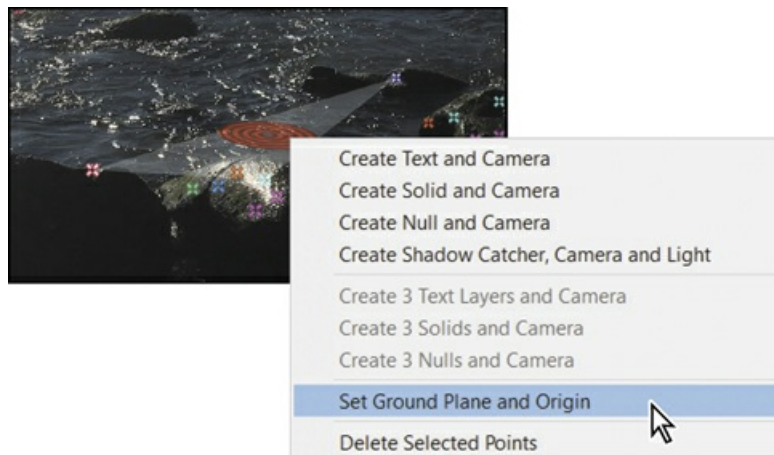 Create Text and Camera
Create Solid and Camera
Create Null and Camera
Create Shadow Catcher, Camera and Light
Create 3 Text Layers and Camera
Create 3 Solids and Camera
Create 3 Nulls and Camera
Set Ground Plane and Origin
Delete Selected Points